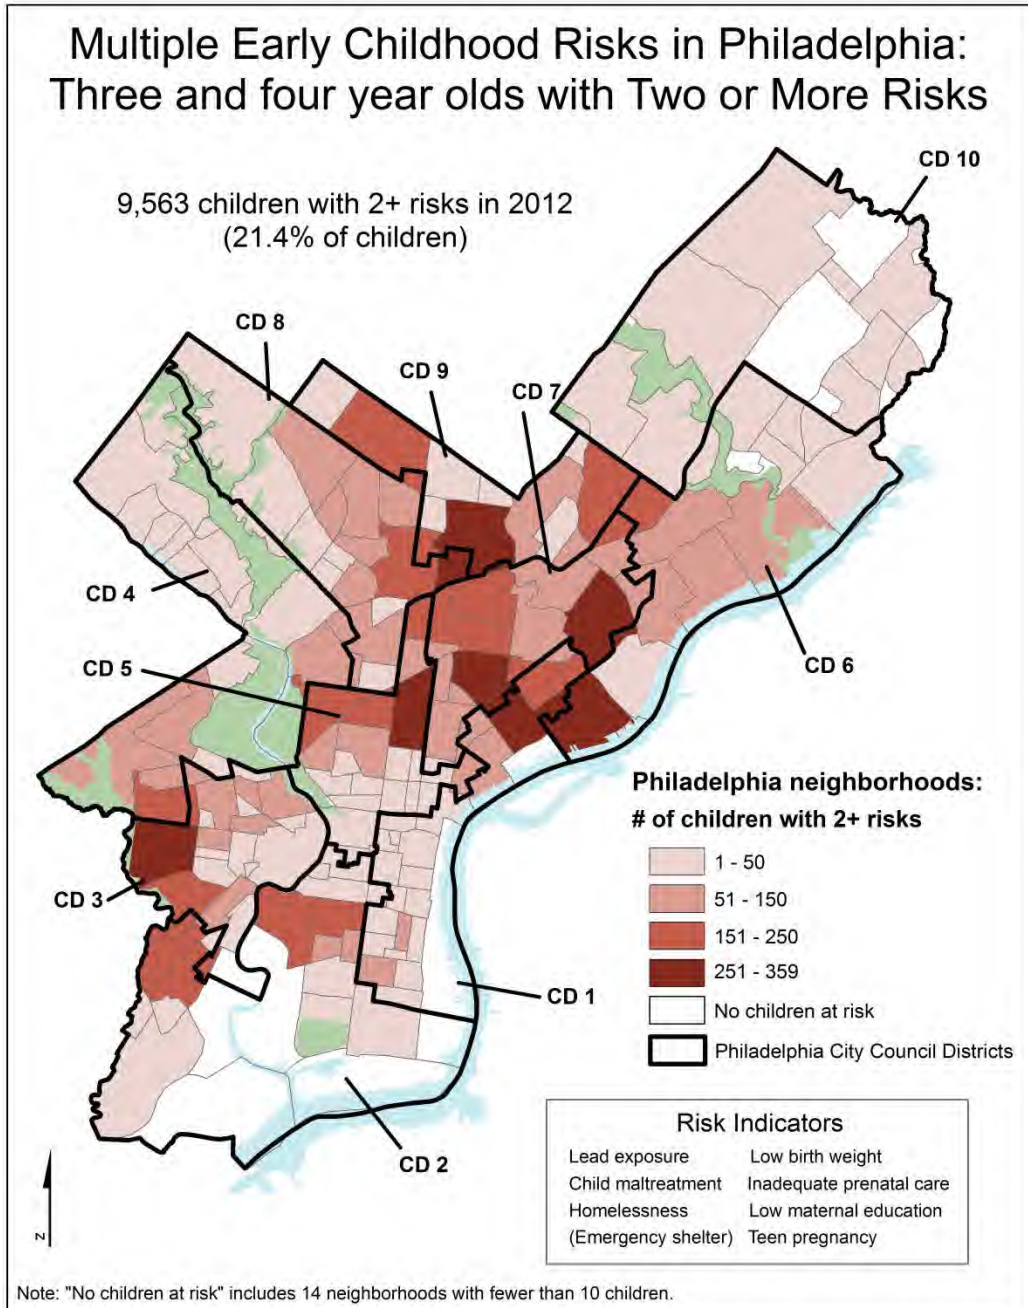 Multiple Early Childhood Risks in Philadelphia:
Three and four year olds with Two or More Risks
9,563 children with 2+ risks in 2012
(21.4% of children)
CD 10
CD 8
CD 9
CD 7
CD 4
CD 5
CD 6
CD 3
CD 1
CD 2
Philadelphia neighborhoods:
# of children with 2+ risks
1 - 50
51 - 150
151 - 250
251 - 359
No children at risk
Philadelphia City Council Districts
Risk Indicators
Lead exposure Low birth weight
Child maltreatment Inadequate prenatal care
Homelessness Low maternal education
(Emergency shelter) Teen pregnancy
N
Note: "No children at risk" includes 14 neighborhoods with fewer than 10 children.